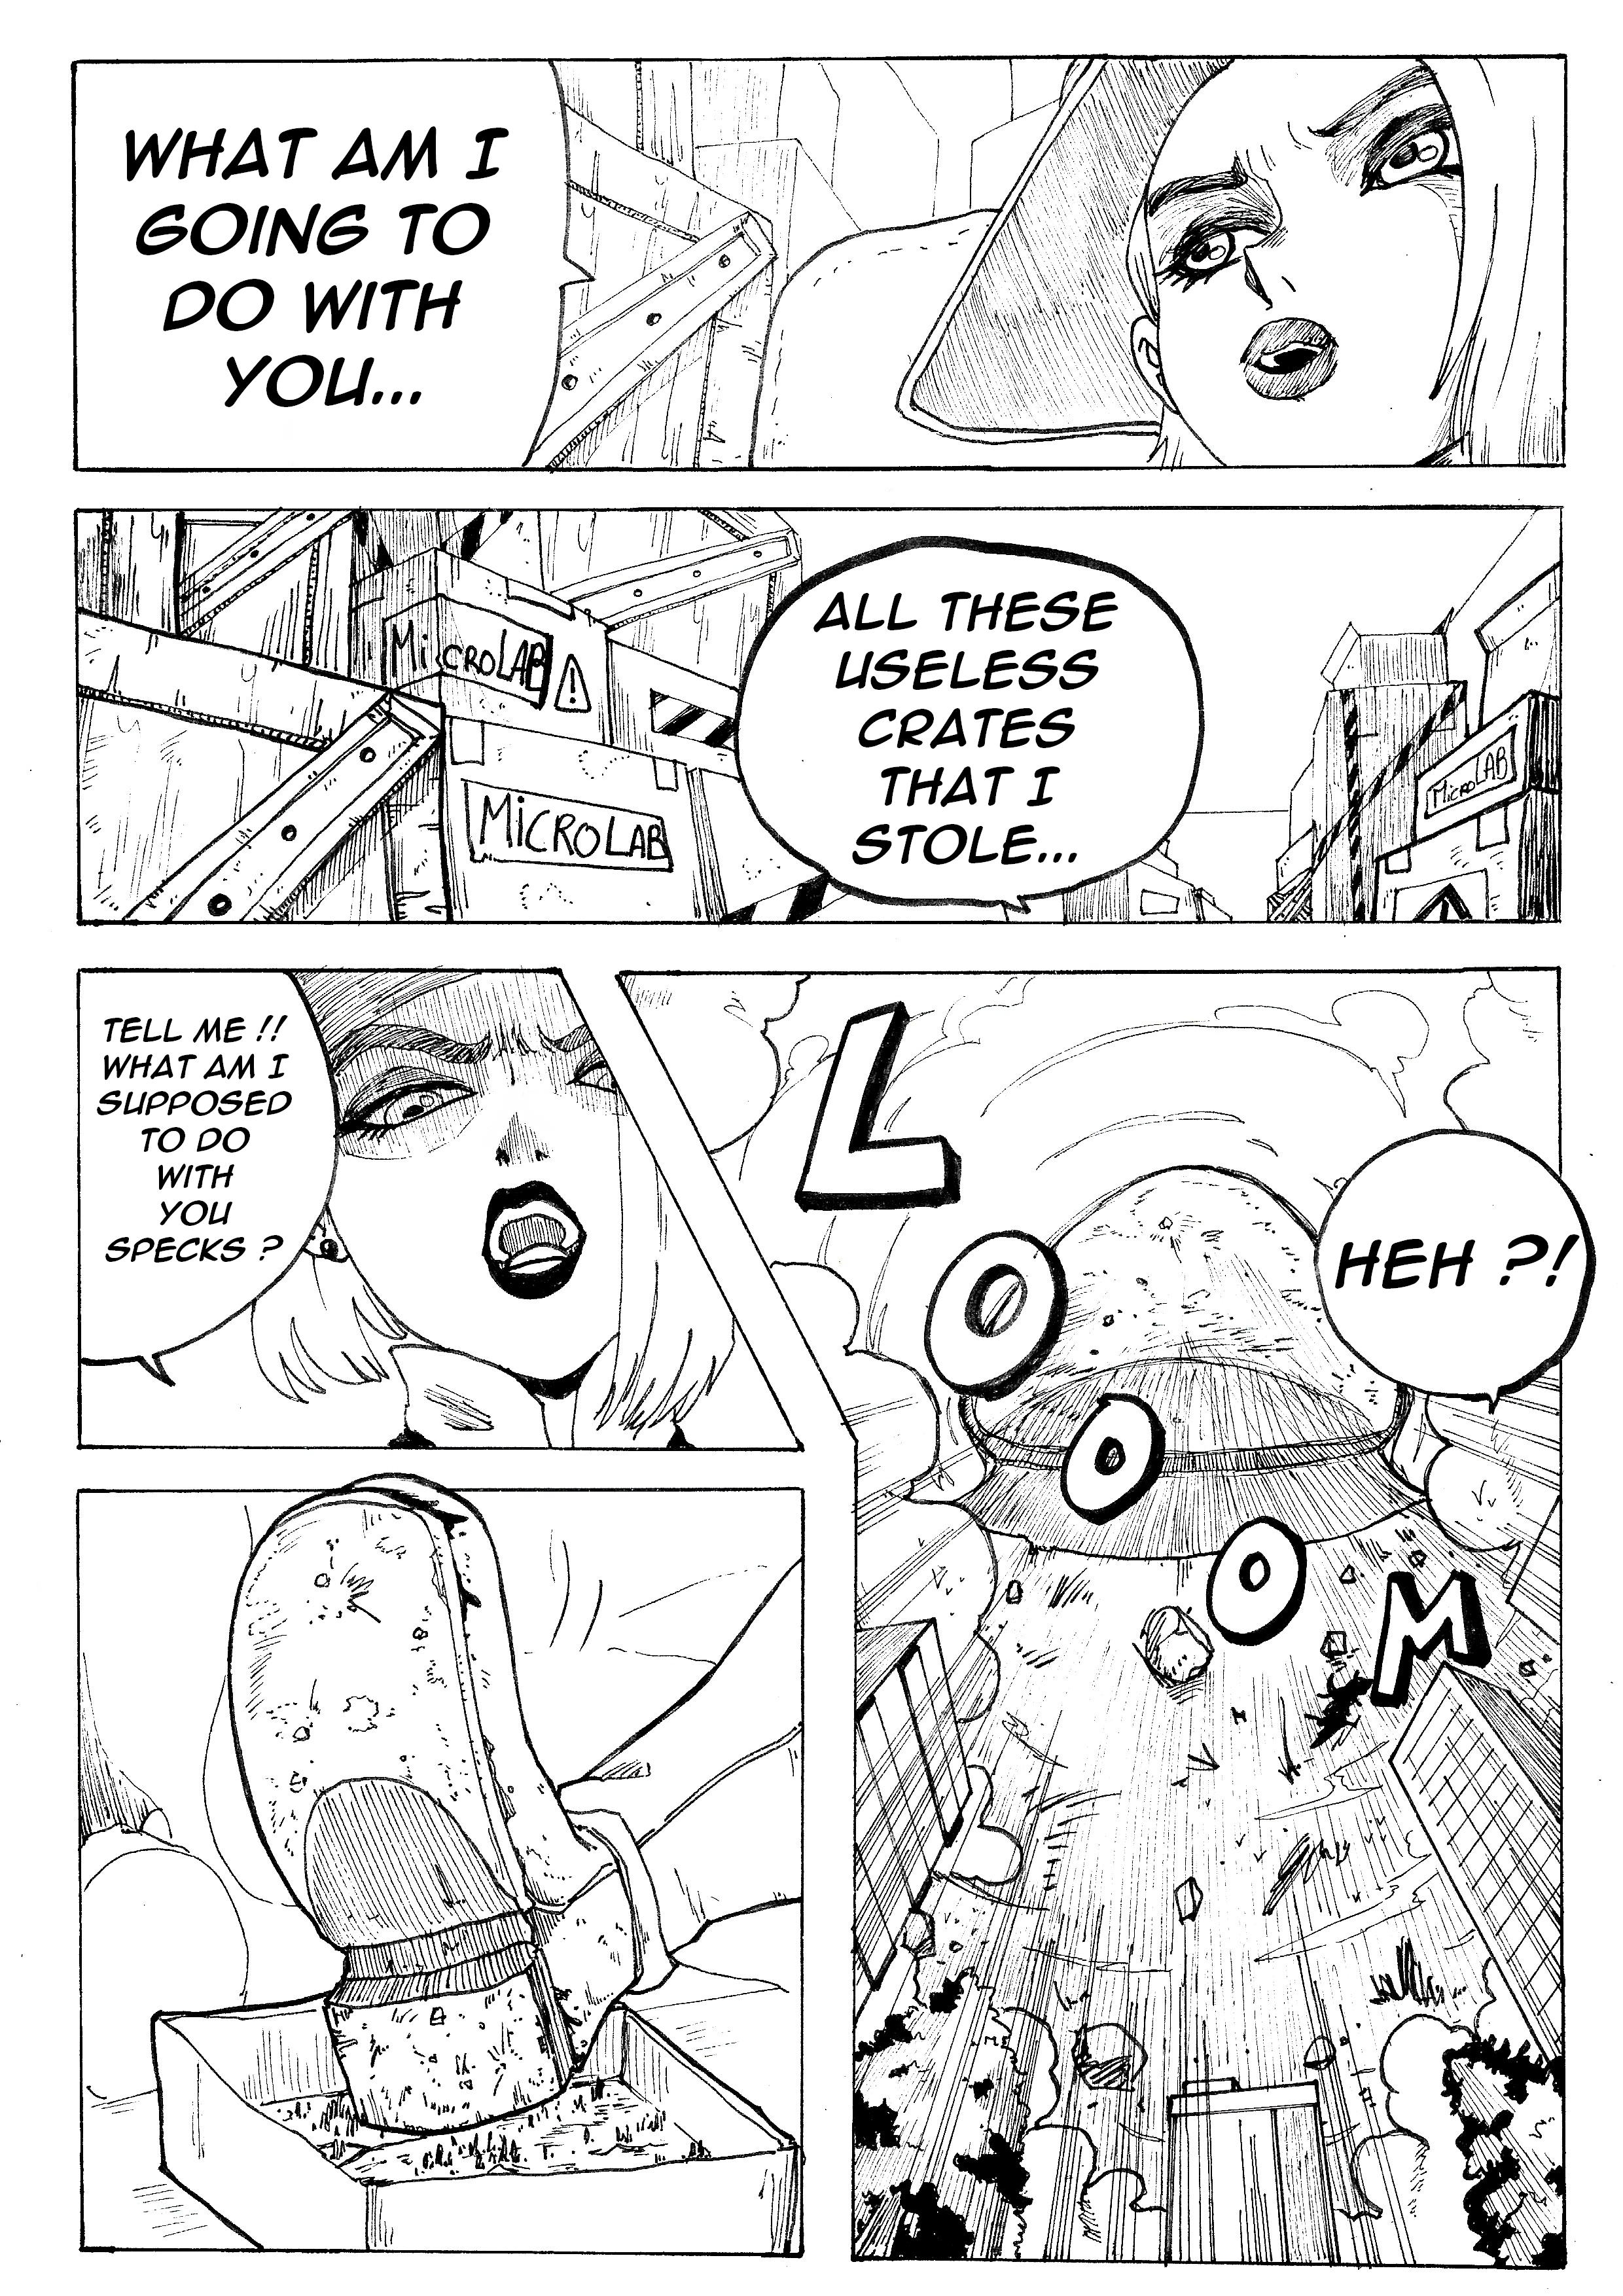 WHAT AM I
GOING TO
DO WITH
YOU...
MicroLAB
!
MicroLAB
ALL THESE
USELESS
CRATES
THAT I
STOLE...
MicroLAB
TELL ME !!
WHAT AM I
SUPPOSED
TO DO
WITH
YOU
SPECKS ?
LOOOM
HEH ?!